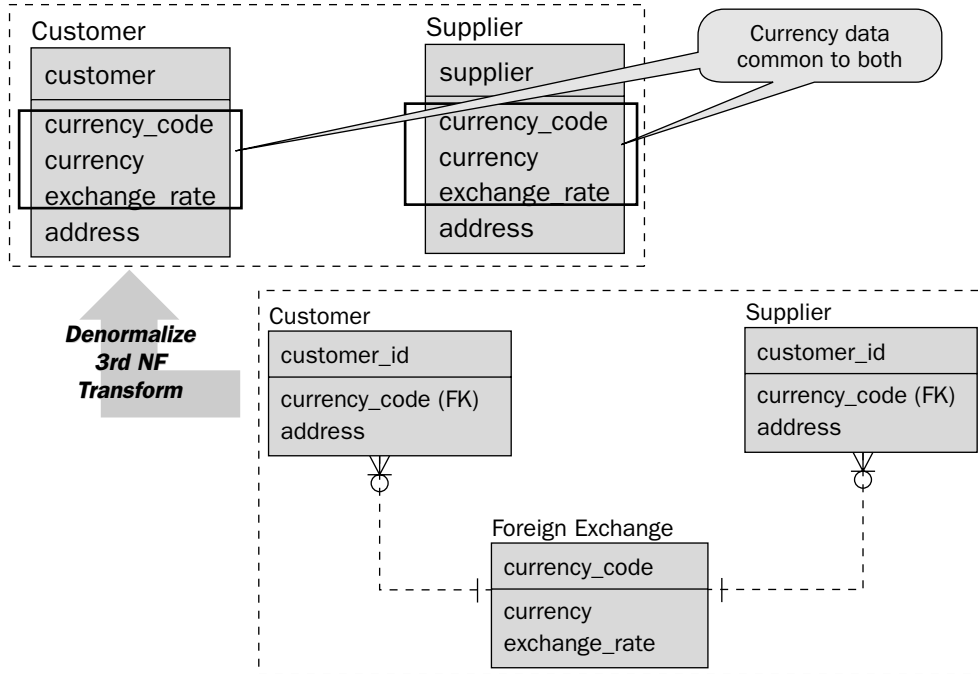 Customer
customer
currency_code
currency
exchange_rate
address
Supplier
supplier
currency_code
currency
exchange_rate
address
Currency data
common to both
Denormalize
3rd NF
Transform
Customer
customer_id
currency_code (FK)
address
Supplier
customer_id
currency_code (FK)
address
Foreign Exchange
currency_code
currency
exchange_rate